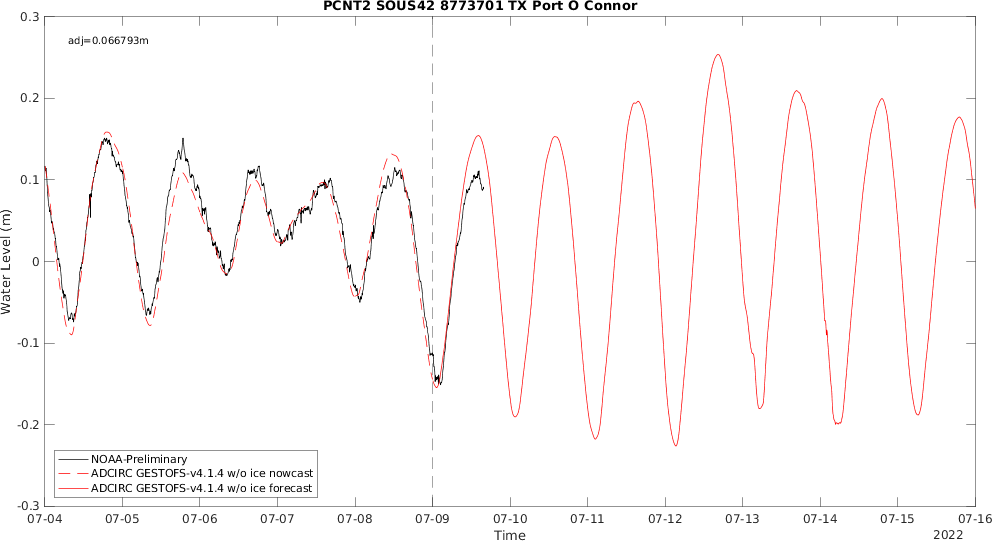 PCNT2 SOUS42 8773701 TX Port O Connor
adj=0.066793m
0.3
0.2
0.1
0
-0.1
-0.2
-0.3
Water Level (m)
NOAA-Preliminary
ADCIRC GESTOFS-v4.1.4 w/o ice nowcast
ADCIRC GESTOFS-v4.1.4 w/o ice forecast
07-04 07-05 07-06 07-07 07-08 07-09 07-10 07-11 07-12 07-13 07-14 07-15 07-16
Time
2022